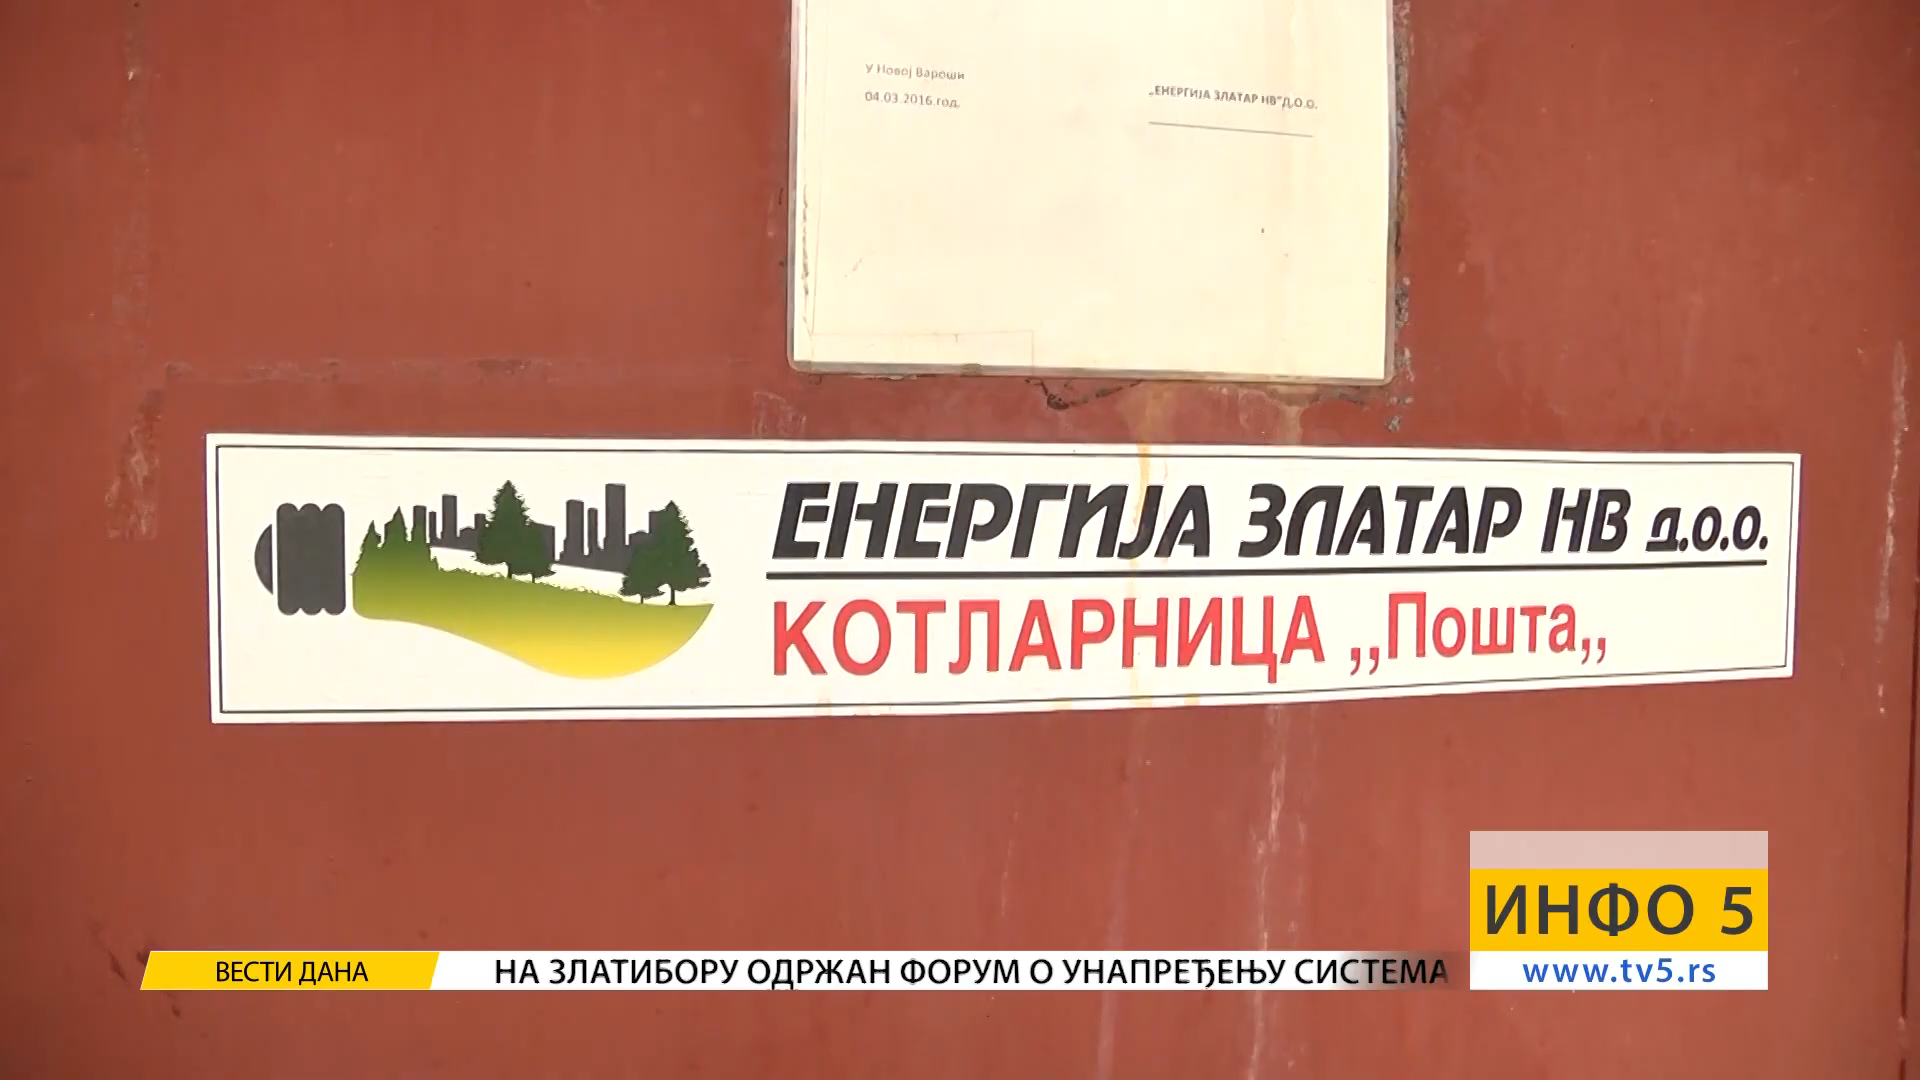 У Новој Вароши
04.03.2016.год.
„ЕНЕРГИЈА ЗЛАТАР НВ"Д.О.О.
ЕНЕРГИЈА ЗЛАТАР НВ д.о.о.
КОТЛАРНИЦА ,,Пошта,,
ИНФО 5
www.tv5.rs
ВЕСТИ ДАНА
НА ЗЛАТИБОРУ ОДРЖАН ФОРУМ О УНАПРЕЂЕЊУ СИСТЕМА